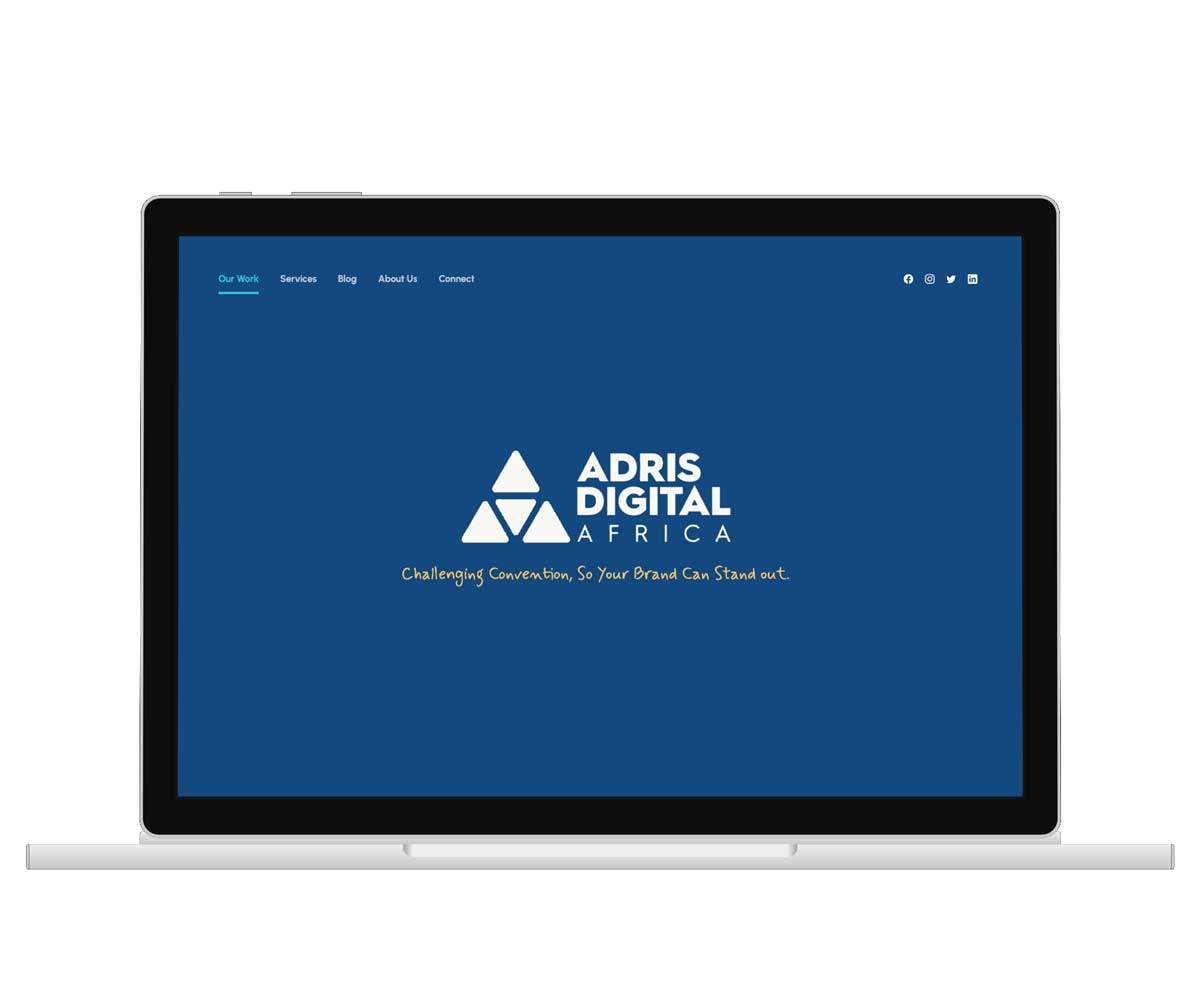 Our Work Services Blog About Us Connect
ADRIS
DIGITAL
AFRICA
Challenging Convention, So Your Brand Can Stand out.